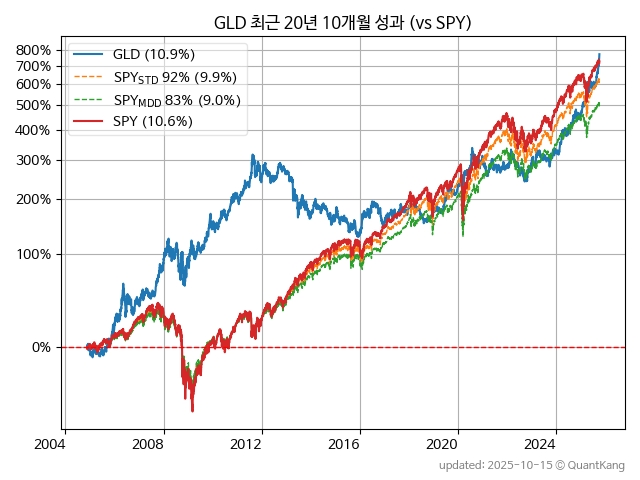 GLD 최근 20년 10개월 성과 (vs SPY)
GLD (10.9%)
SPY_STD 92% (9.9%)
SPY_MDD 83% (9.0%)
SPY (10.6%)
800%
700%
600%
500%
400%
300%
200%
100%
0%
2004 2008 2012 2016 2020 2024
updated: 2025-10-15 © QuantKang